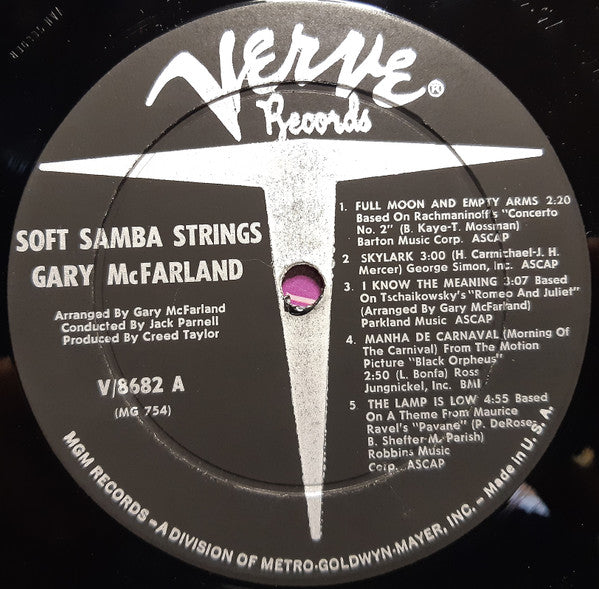 Verve®
Records
SOFT SAMBA STRINGS
GARY McFARLAND
Arranged By Gary McFarland
Conducted By Jack Parnell
Produced By Creed Taylor
V/8682 A
(MG 754)
1. FULL MOON AND EMPTY ARMS 2:20
Based On Rachmaninoff's "Concerto
No. 2" (B. Kaye-T. Mossman)
Barton Music Corp. ASCAP
2 SKYLARK 3:00 (H. Carmichael-J. H.
Mercer) George Simon, Inc. ASCAP
3. I KNOW THE MEANING 3:07 Based
On Tschaikowsky's "Romeo And Juliet"
(Arranged By Gary McFarland)
Parkland Music ASCAP
4. MANHA DE CARNAVAL (Morning Of
The Carnival) From The Motion
Picture "Black Orpheus"
2:50 (L. Bonfa) Ross
Jungnickel, Inc. BMI
5 THE LAMP IS LOW 4:55 Based
On A Theme From Maurice
Ravel's "Pavane" (P. DeRose-
B. Shefter-M. Parish)
Robbins Music
Corp. ASCAP
MGM RECORDS – A DIVISION OF METRO-GOLDWYN-MAYER, INC. – Made in U. S. A.